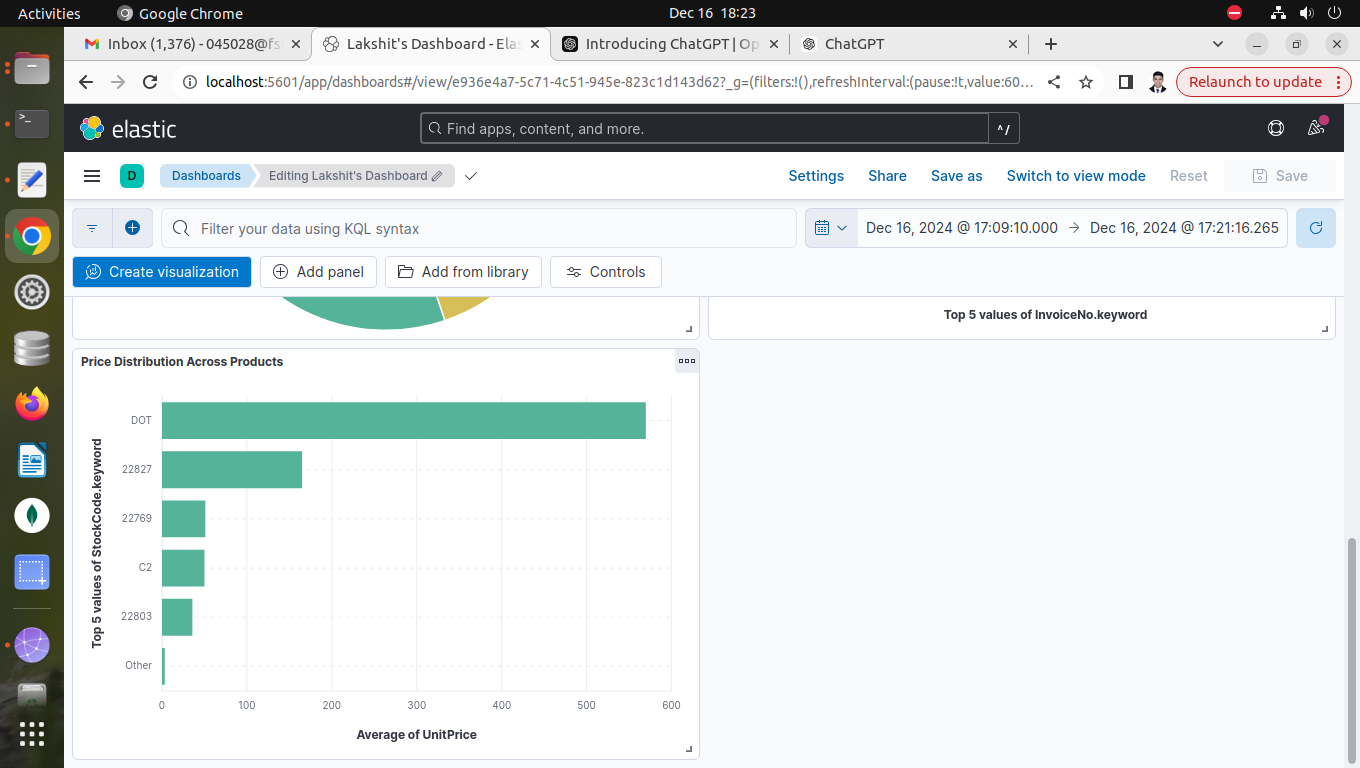 Activities
Google Chrome
Dec 16 18:23
Inbox (1,376) - 045028@fs
Lakshit's Dashboard - Ela
Introducing ChatGPT | Op
ChatGPT
localhost:5601/app/dashboards#/view/e936e4a7-5c71-4c51-945e-823c1d143d62?_g=(filters:!(),refreshInterval:(pause:!t,value:60...
Relaunch to update
elastic
Find apps, content, and more.
^/
D
Dashboards
Editing Lakshit's Dashboard
Settings
Share
Save as
Switch to view mode
Reset
Save
Filter your data using KQL syntax
Dec 16, 2024 @ 17:09:10.000 → Dec 16, 2024 @ 17:21:16.265
Create visualization
Add panel
Add from library
Controls
Top 5 values of InvoiceNo.keyword
Price Distribution Across Products
Top 5 values of StockCode.keyword
DOT
22827
22769
C2
22803
Other
0 100 200 300 400 500 600
Average of UnitPrice